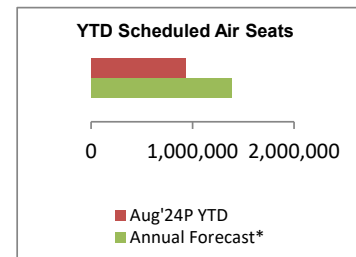 YTD Scheduled Air Seats
0 1,000,000 2,000,000
Aug'24P YTD
Annual Forecast*